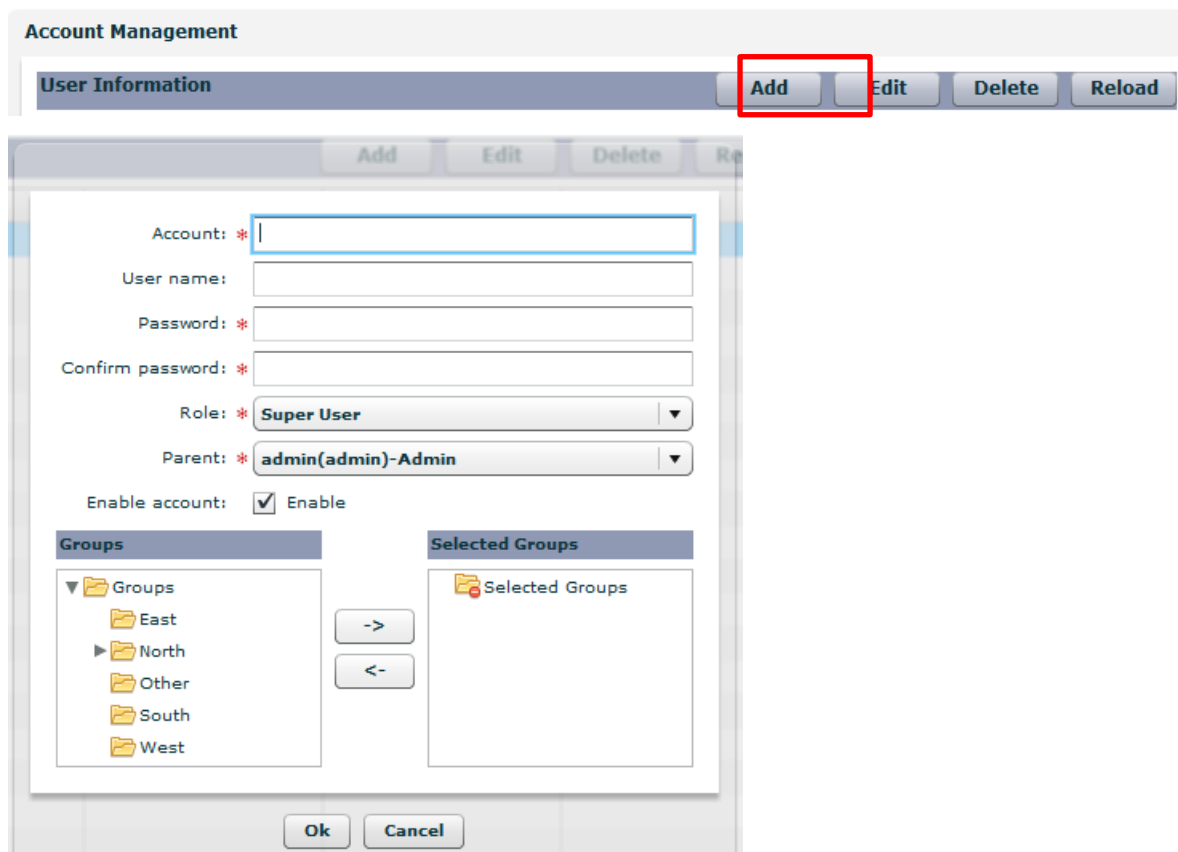 Account Management
User Information Add Edit Delete Reload
Add Edit Delete Re
Account: *
User name:
Password: *
Confirm password: *
Role: * Super User
Parent: * admin(admin)-Admin
Enable account: Enable
Groups Selected Groups
Groups Selected Groups
East
->
North
<-
Other
South
West
Ok Cancel